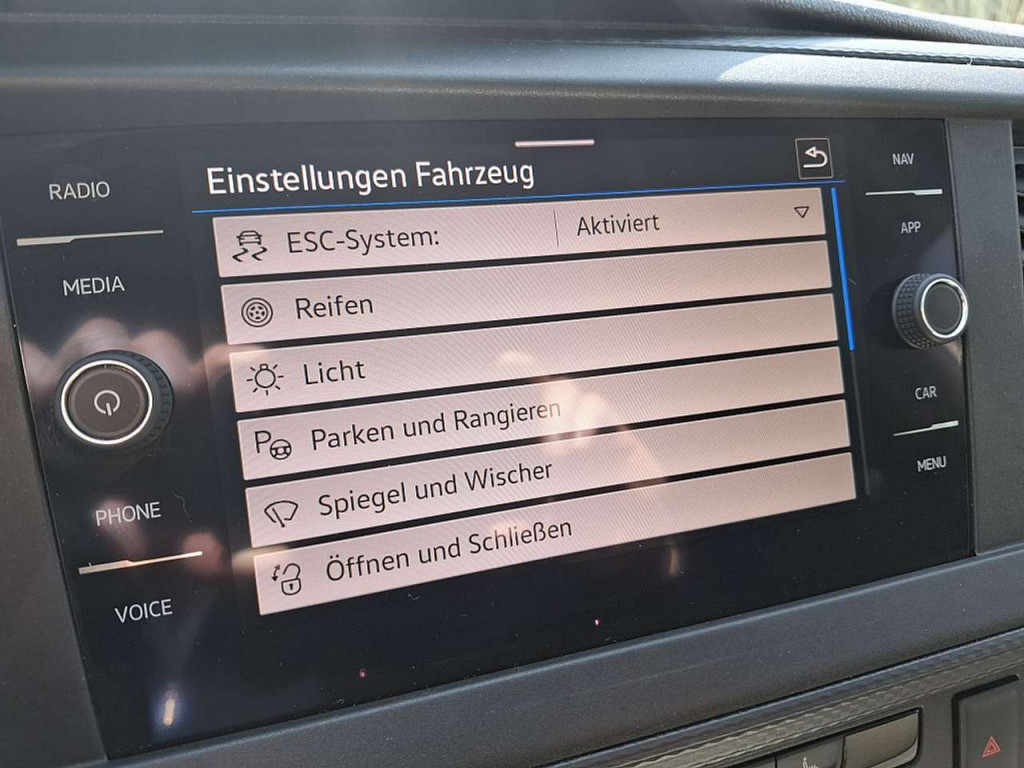 Einstellungen Fahrzeug
RADIO
MEDIA
PHONE
VOICE
ESC-System: Aktiviert
Reifen
Licht
P Parken und Rangieren
Spiegel und Wischer
Öffnen und Schließen
NAV
APP
CAR
MENU